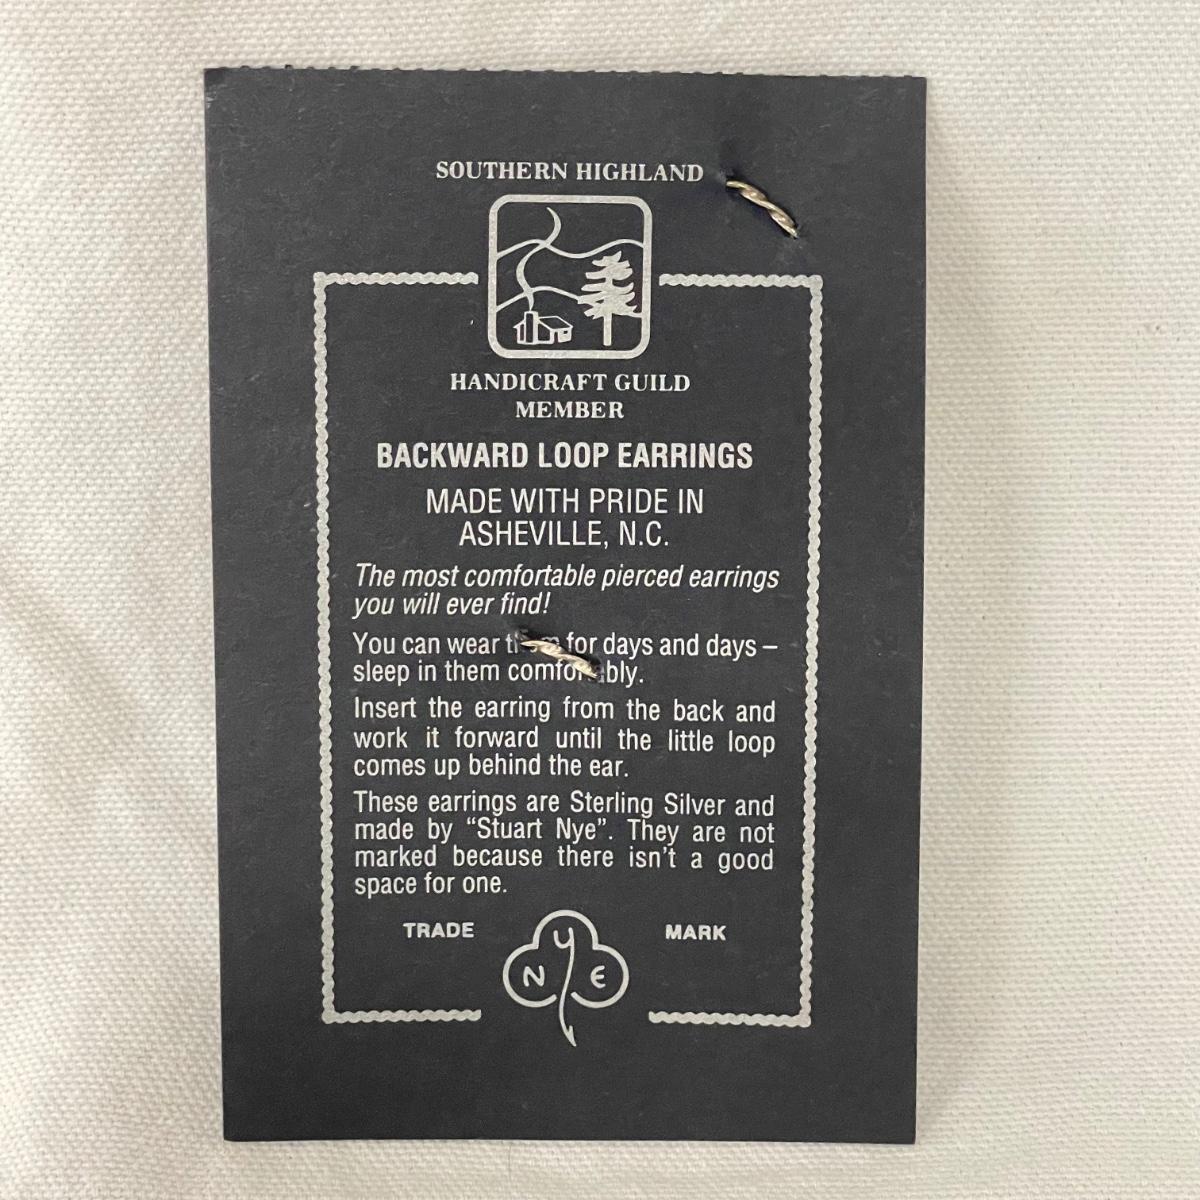 SOUTHERN HIGHLAND
HANDICRAFT GUILD
MEMBER
BACKWARD LOOP EARRINGS
MADE WITH PRIDE IN
ASHEVILLE, N.C.
The most comfortable pierced earrings
you will ever find!
You can wear them for days and days –
sleep in them comfortably.
Insert the earring from the back and
work it forward until the little loop
comes up behind the ear.
These earrings are Sterling Silver and
made by “Stuart Nye”. They are not
marked because there isn't a good
space for one.
TRADE MARK
NYE